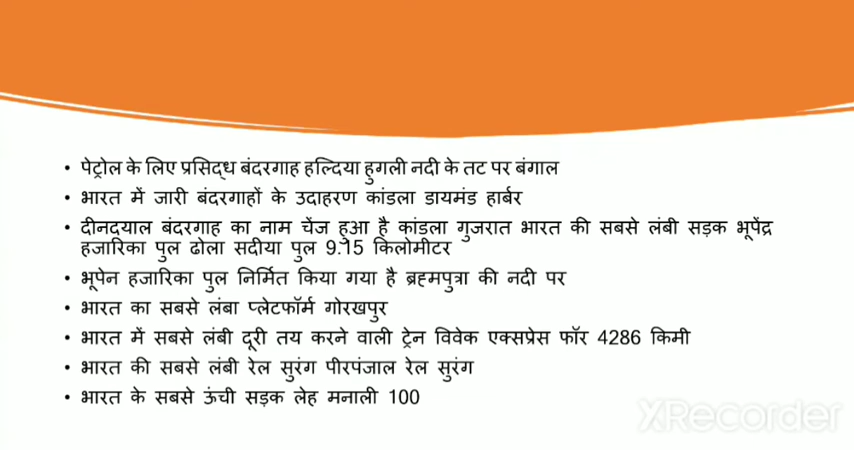 • पेट्रोल के लिए प्रसिद्ध बंदरगाह हल्दिया हुगली नदी के तट पर बंगाल
• भारत में जारी बंदरगाहों के उदाहरण कांडला डायमंड हार्बर
• दीनदयाल बंदरगाह का नाम चेंज हुआ है कांडला गुजरात भारत की सबसे लंबी सड़क भूपेंद्र
हजारिका पुल ढोला सदीया पुल 9.15 किलोमीटर
• भूपेन हजारिका पुल निर्मित किया गया है ब्रह्मपुत्रा की नदी पर
• भारत का सबसे लंबा प्लेटफॉर्म गोरखपुर
• भारत में सबसे लंबी दूरी तय करने वाली ट्रेन विवेक एक्सप्रेस फॉर 4286 किमी
• भारत की सबसे लंबी रेल सुरंग पीरपंजाल रेल सुरंग
• भारत के सबसे ऊंची सड़क लेह मनाली 100
XRecorder